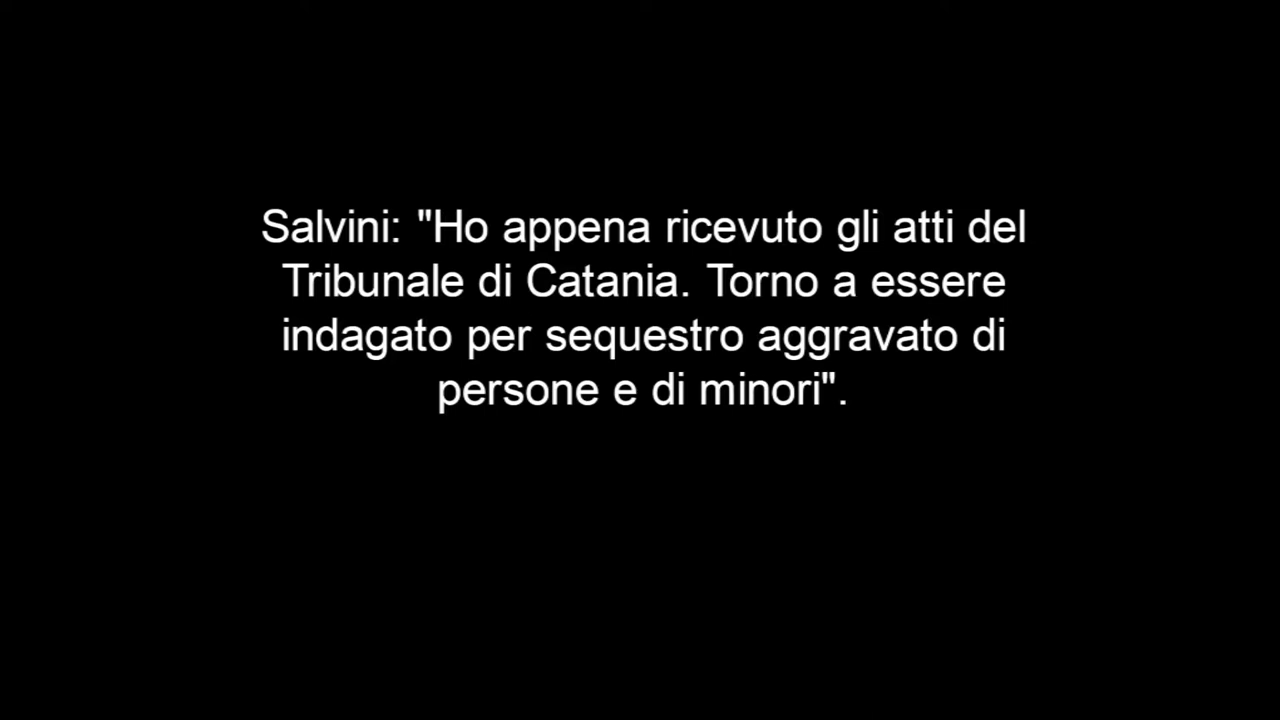 Salvini: "Ho appena ricevuto gli atti del
Tribunale di Catania. Torno a essere
indagato per sequestro aggravato di
persone e di minori".